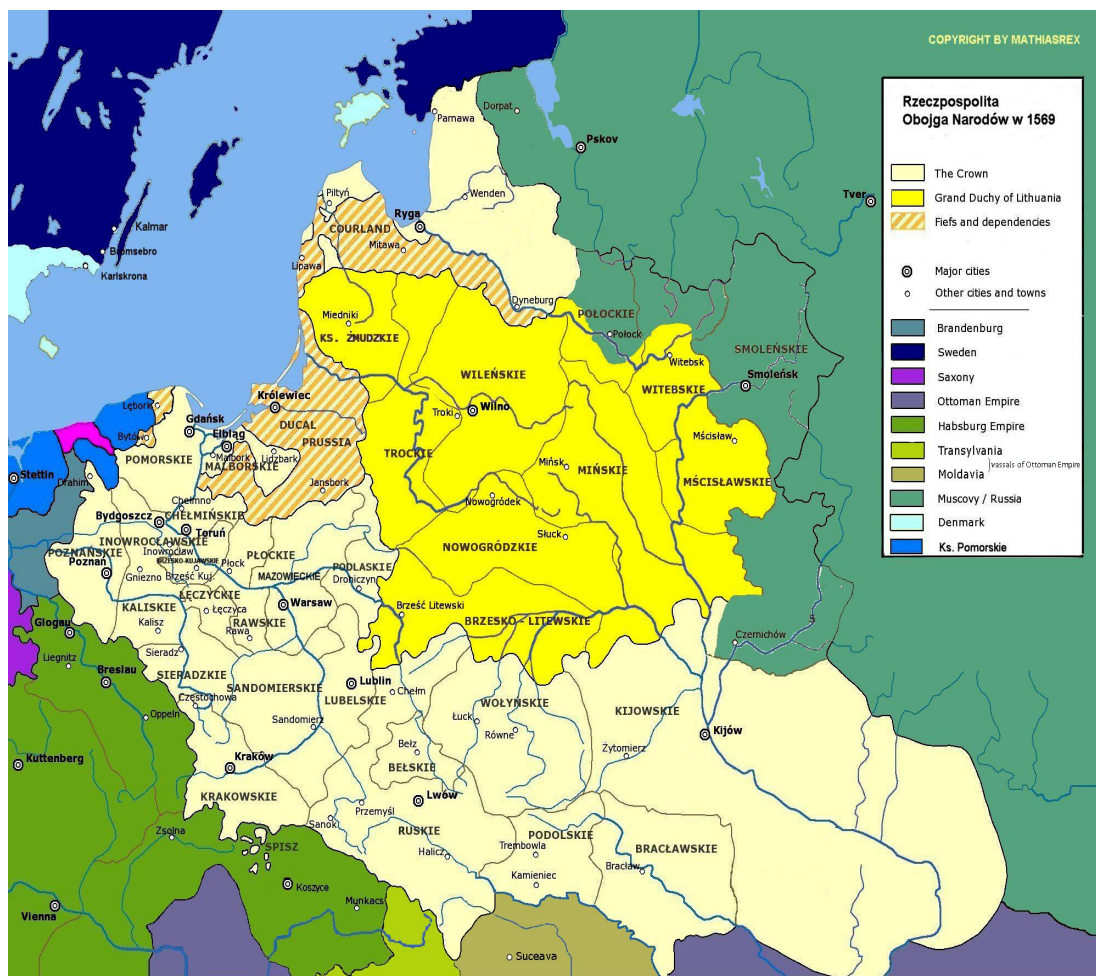 COPYRIGHT BY MATHIASREX
Rzeczpospolita
Obojga Narodów w 1569
The Crown
Grand Duchy of Lithuania
Fiefs and dependencies
Major cities
Other cities and towns
Brandenburg
Sweden
Saxony
Ottoman Empire
Habsburg Empire
Transylvania
Moldavia
vassals of Ottoman Empire
Muscovy / Russia
Denmark
Ks. Pomorskie
Parnawa
Dorpat
Pskov
Tver
Piltyń
Wenden
Ryga
COURLAND
Mitawa
Kalmar
Bromsebro
Karlskrona
Lipawa
Dyneburg
POŁOCKIE
Połock
Miedniki
KS. ŻMUDZKIE
SMOLEŃSKIE
Witebsk
WILEŃSKIE
WITEBSKIE
Smoleńsk
Królewiec
Lębork
Gdańsk
Troki
Wilno
DUCAL
PRUSSIA
Bytów
Elbląg
Mścisław
POMORSKIE
Malbork
Lidzbark
MALBORSKIE
TROCKIE
Mińsk
MIŃSKIE
Stettin
Drahim
Jansbork
MŚCISŁAWSKIE
Chełmno
Nowogródek
Bydgoszcz
CHEŁMIŃSKIE
Toruń
Słuck
INOWROCŁAWSKIE
POZNAŃSKIE
Inowrocław
PŁOCKIE
NOWOGRÓDZKIE
BRZESKO-KUJAWSKIE
Poznań
Gniezno
Brześć Kuj.
Płock
MAZOWIECKIE
PODLASKIE
Drohiczyn
ŁĘCZYCKIE
KALISKIE
Łęczyca
Warsaw
Brześć Litewski
Kalisz
RAWSKIE
Rawa
BRZESKO - LITEWSKIE
Glogau
Czernichów
Liegnitz
Sieradz
SIERADZKIE
Breslau
SANDOMIERSKIE
Lublin
Chełm
LUBELSKIE
Częstochowa
WOŁYŃSKIE
KIJOWSKIE
Oppeln
Sandomierz
Łuck
Równe
Kijów
Bełz
Żytomierz
Kuttenberg
Kraków
BEŁSKIE
KRAKOWSKIE
Lwów
Przemyśl
Sanok
RUSKIE
PODOLSKIE
Zsolna
SPISZ
Halicz
Trembowla
BRACŁAWSKIE
Kamieniec
Bracław
Koszyce
Vienna
Munkacs
Suceava